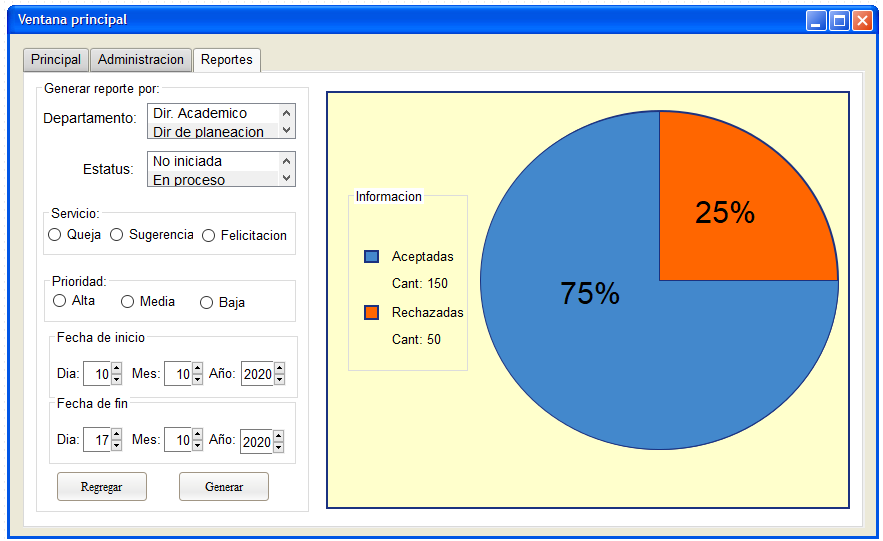 Ventana principal
Principal Administracion Reportes
Generar reporte por:
Departamento:
Dir. Academico
Dir de planeacion
Estatus:
No iniciada
En proceso
Servicio:
Queja Sugerencia Felicitacion
Prioridad:
Alta Media Baja
Fecha de inicio
Dia: 10 Mes: 10 Año: 2020
Fecha de fin
Dia: 17 Mes: 10 Año: 2020
Regregar Generar
Informacion
Aceptadas
Cant: 150
Rechazadas
Cant: 50
25%
75%